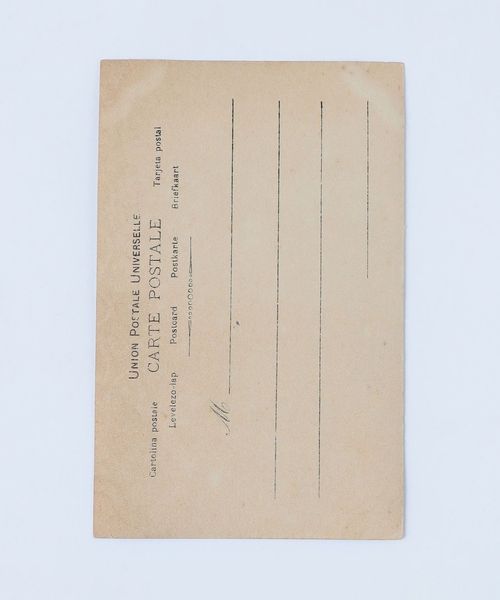 UNION POSTALE UNIVERSELLE.
CARTE POSTALE
Cartolina postale Tarjeta postal
Levelezo-lap Postcard Postkarte Briefkaart
M